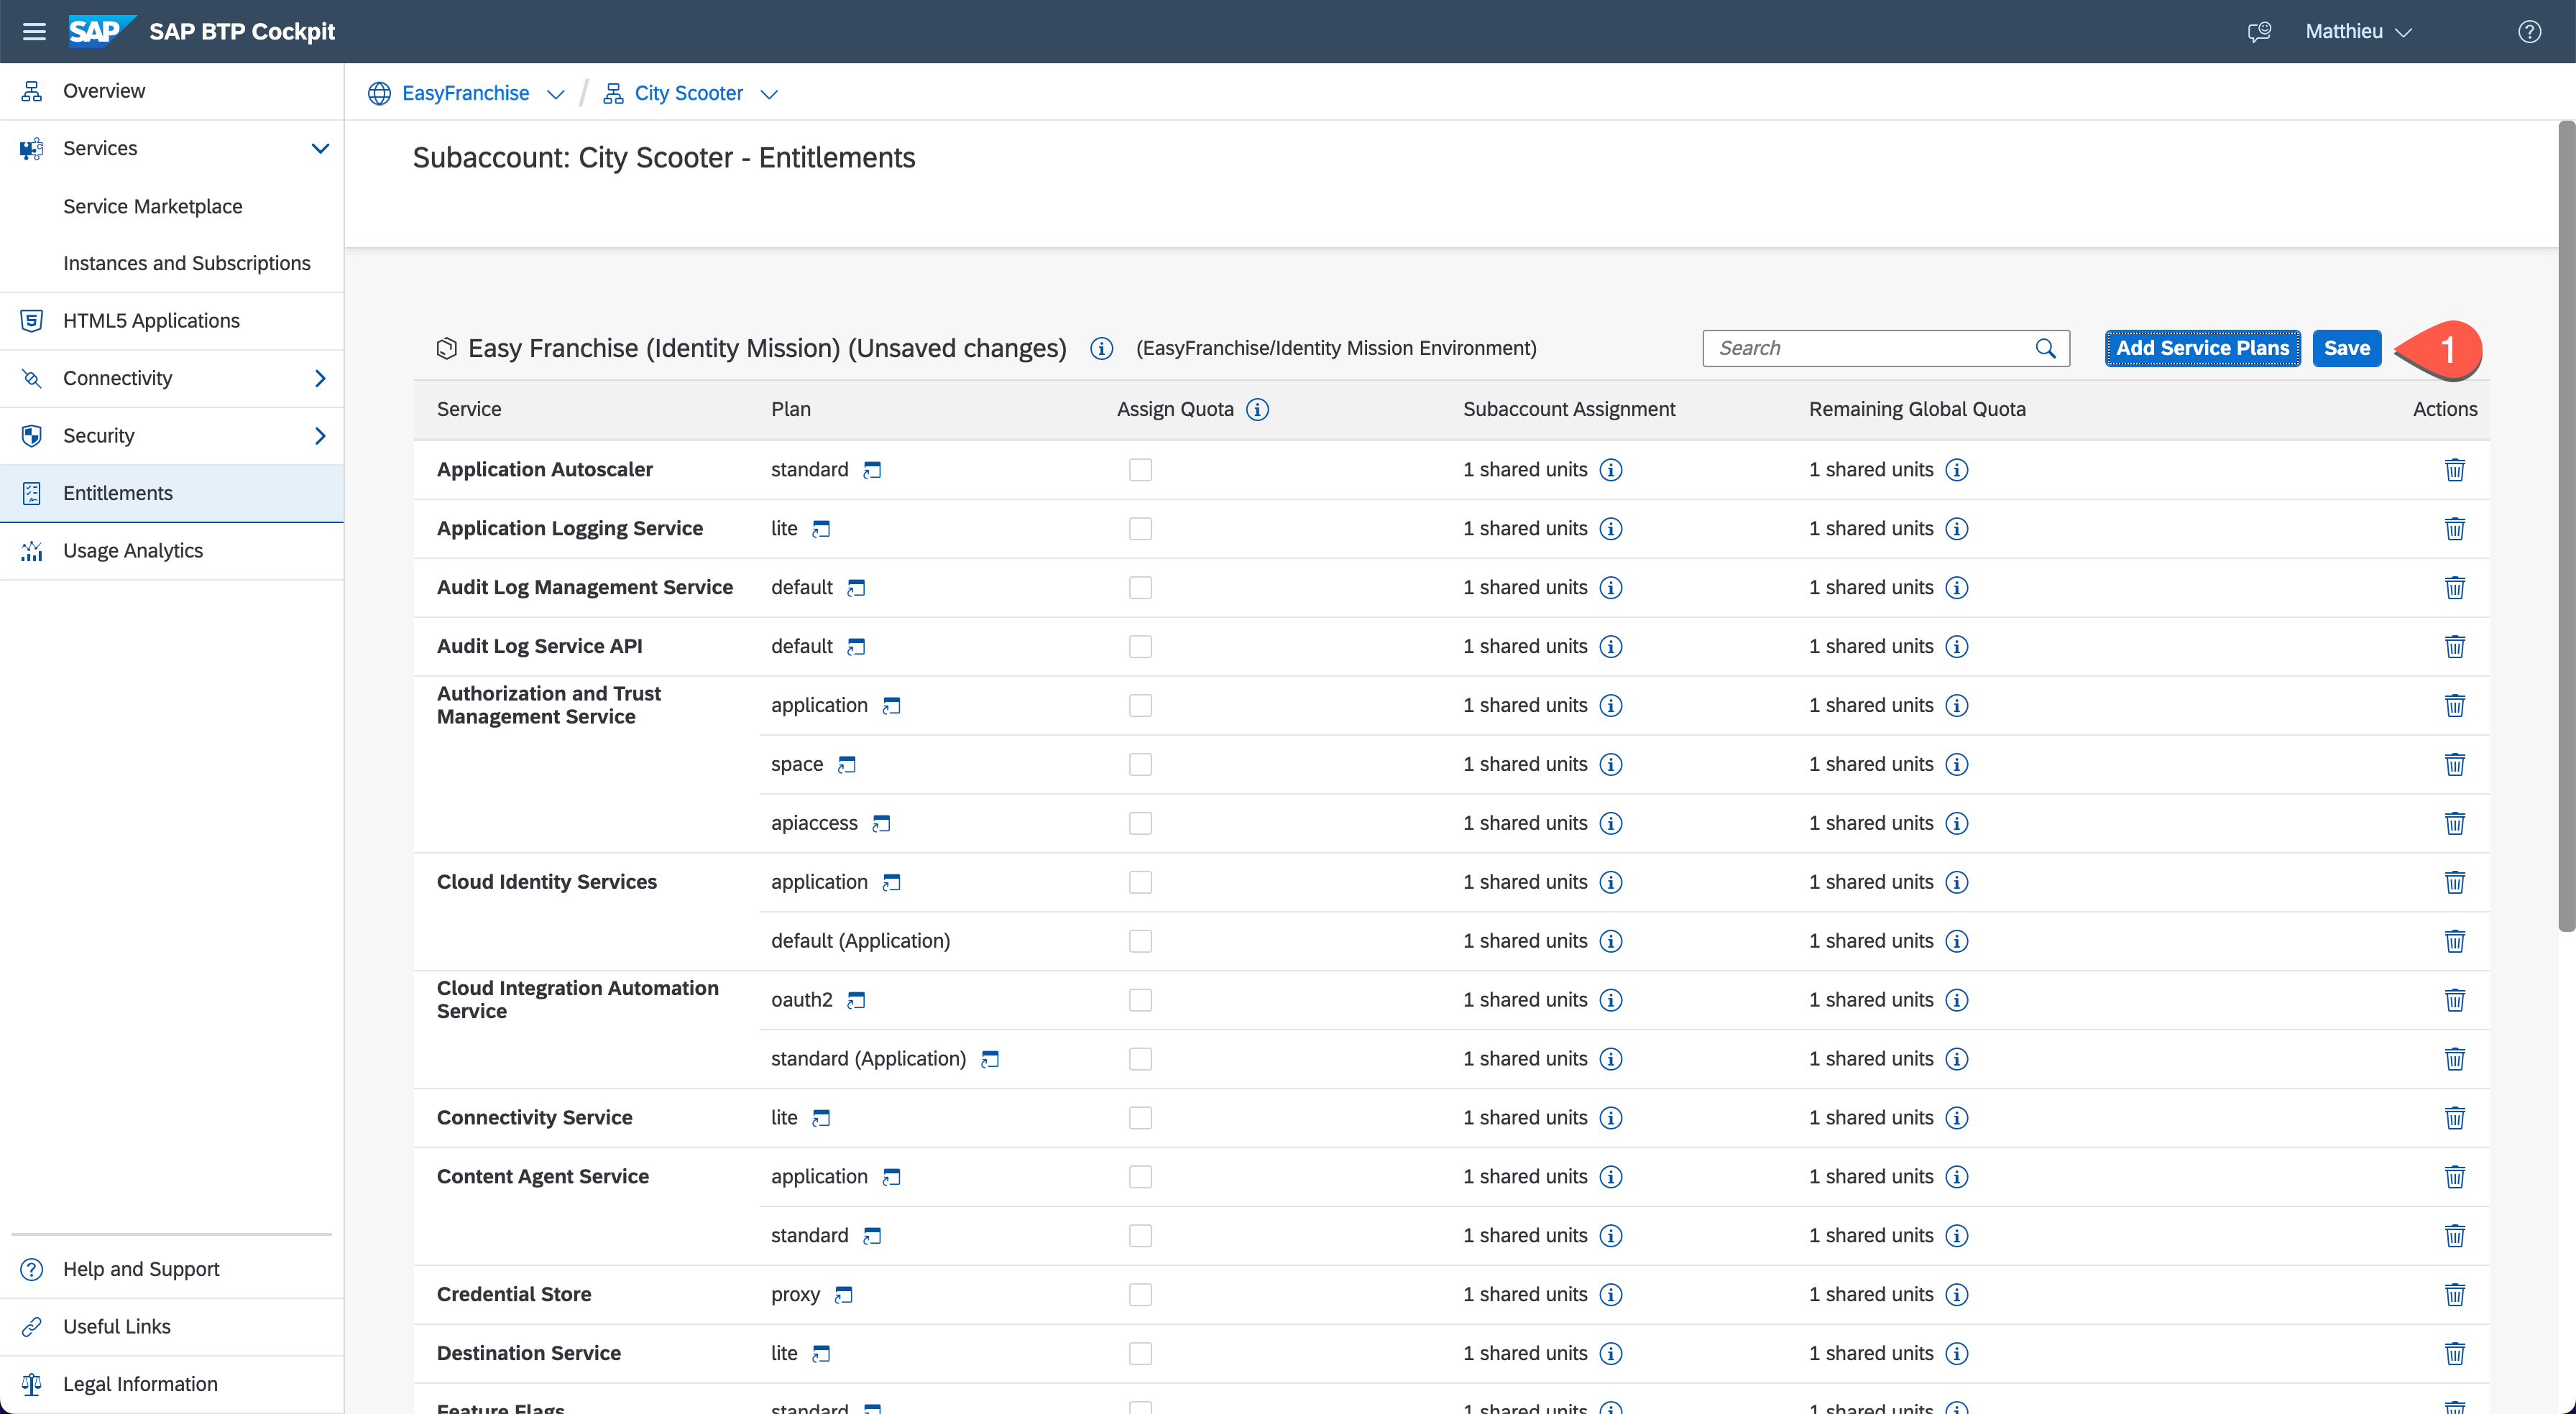 SAP SAP BTP Cockpit
Matthieu
Overview
Services
Service Marketplace
Instances and Subscriptions
HTML5 Applications
Connectivity
Security
Entitlements
Usage Analytics
Help and Support
Useful Links
Legal Information
EasyFranchise / City Scooter
Subaccount: City Scooter - Entitlements
Easy Franchise (Identity Mission) (Unsaved changes) (EasyFranchise/Identity Mission Environment) Search Add Service Plans Save 1
Service Plan Assign Quota Subaccount Assignment Remaining Global Quota Actions
Application Autoscaler standard 1 shared units 1 shared units
Application Logging Service lite 1 shared units 1 shared units
Audit Log Management Service default 1 shared units 1 shared units
Audit Log Service API default 1 shared units 1 shared units
Authorization and Trust
Management Service
application 1 shared units 1 shared units
space 1 shared units 1 shared units
apiaccess 1 shared units 1 shared units
Cloud Identity Services application 1 shared units 1 shared units
default (Application) 1 shared units 1 shared units
Cloud Integration Automation
Service
oauth2 1 shared units 1 shared units
standard (Application) 1 shared units 1 shared units
Connectivity Service lite 1 shared units 1 shared units
Content Agent Service application 1 shared units 1 shared units
standard 1 shared units 1 shared units
Credential Store proxy 1 shared units 1 shared units
Destination Service lite 1 shared units 1 shared units
Feature Flags standard 1 shared units 1 shared units